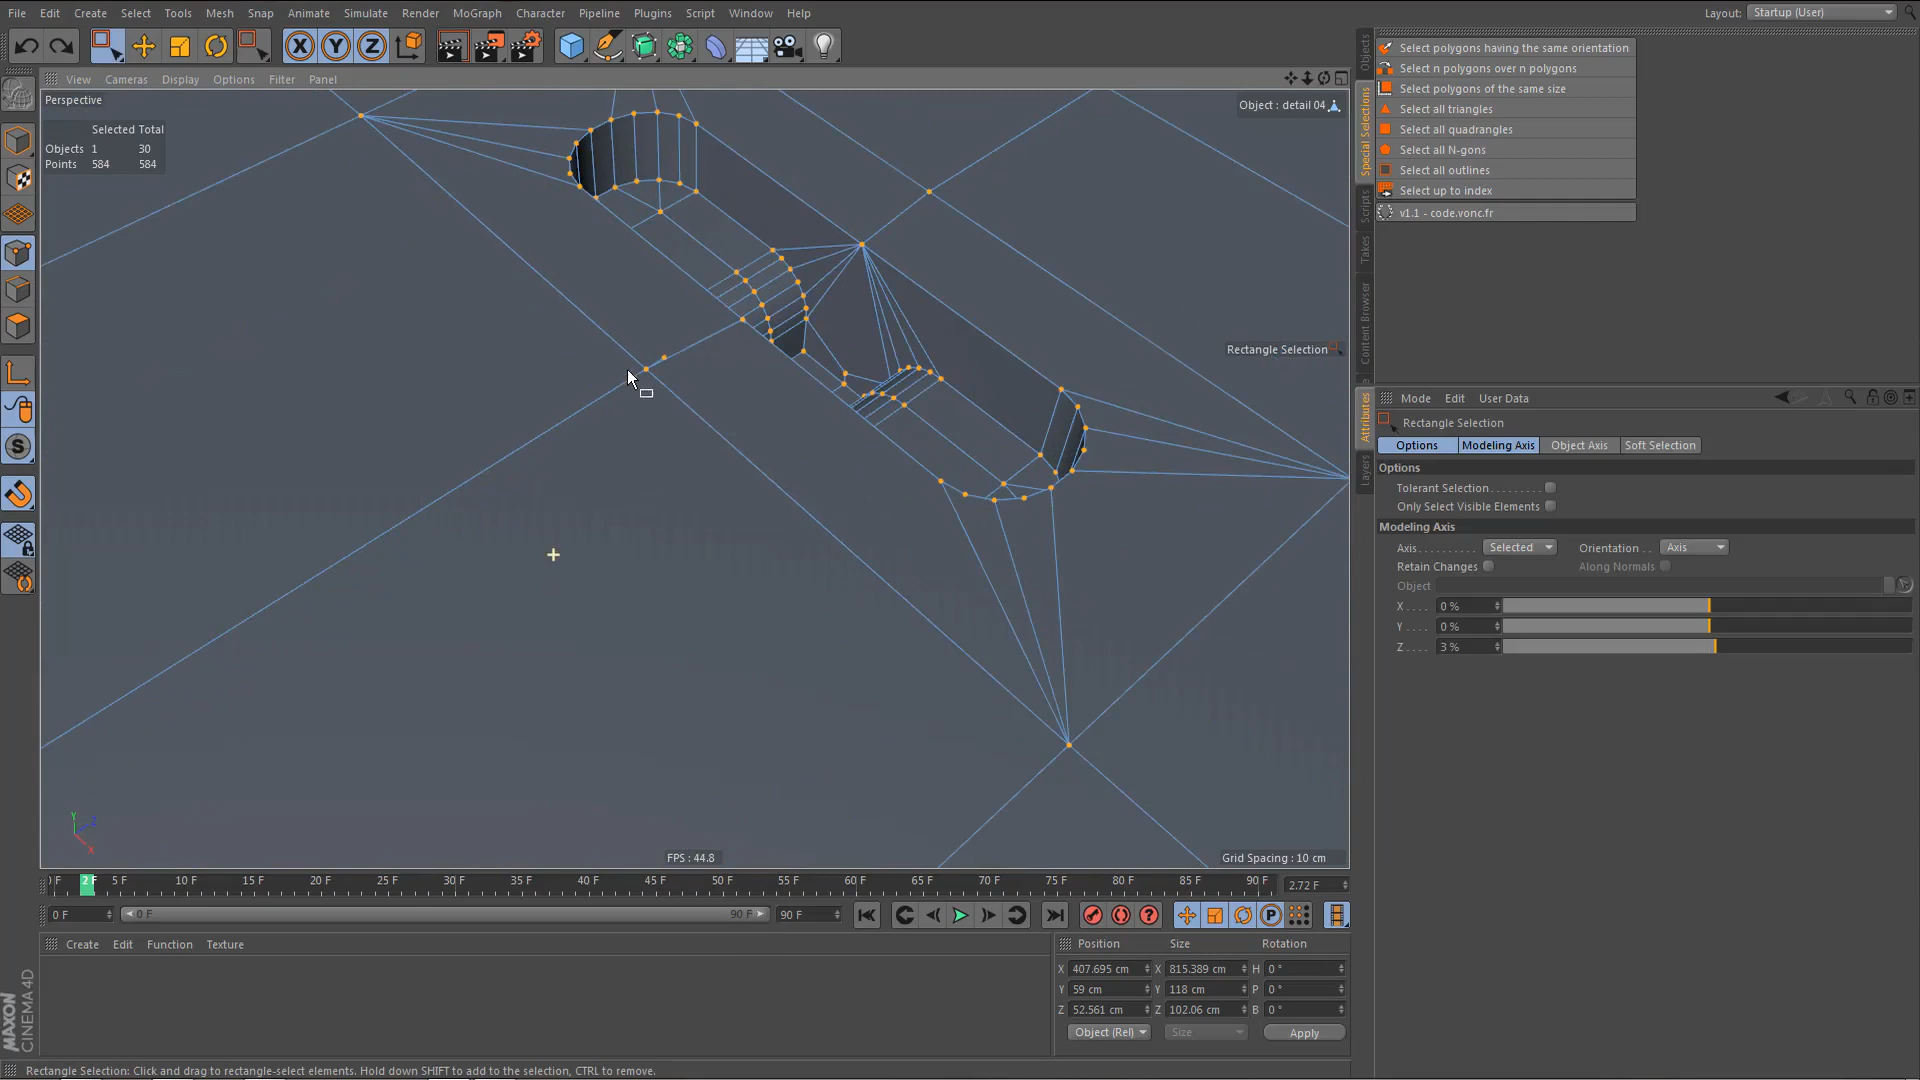 File Edit Create Select Tools Mesh Snap Animate Simulate Render MoGraph Character Pipeline Plugins Script Window Help
Layout: Startup (User)
X Y Z
View Cameras Display Options Filter Panel
Perspective
Object : detail 04
Selected Total
Objects 1 30
Points 584 584
Rectangle Selection
Y Z X
FPS : 44.8
Grid Spacing : 10 cm
Objects
Special Selections
Scripts
Takes
Content Browser
Select polygons having the same orientation
Select n polygons over n polygons
Select polygons of the same size
Select all triangles
Select all quadrangles
Select all N-gons
Select all outlines
Select up to index
v1.1 - code.vonc.fr
Attributes
Layers
Mode Edit User Data
Rectangle Selection
Options Modeling Axis Object Axis Soft Selection
Options
Tolerant Selection
Only Select Visible Elements
Modeling Axis
Axis Selected Orientation Axis
Retain Changes Along Normals
Object
X 0 %
Y 0 %
Z 3 %
2 F 5 F 10 F 15 F 20 F 25 F 30 F 35 F 40 F 45 F 50 F 55 F 60 F 65 F 70 F 75 F 80 F 85 F 90 F 2.72 F
0 F 0 F 90 F 90 F
Create Edit Function Texture
Position Size Rotation
X 407.695 cm X 815.389 cm H 0 °
Y 59 cm Y 118 cm P 0 °
Z 52.561 cm Z 102.06 cm B 0 °
Object (Rel) Size Apply
MAXON
CINEMA 4D
Rectangle Selection: Click and drag to rectangle-select elements. Hold down SHIFT to add to the selection, CTRL to remove.